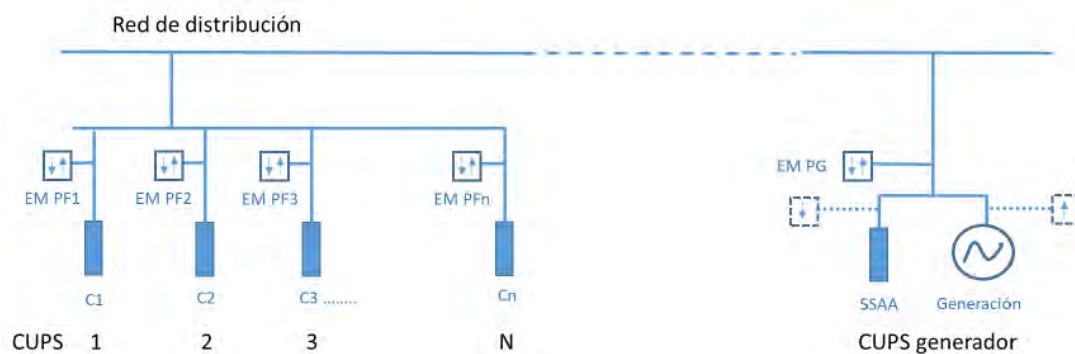 Red de distribución
EM PF1 EM PF2 EM PF3 EM PFn EM PG
C1 C2 C3 ........ Cn SSAA Generación
CUPS 1 2 3 N CUPS generador